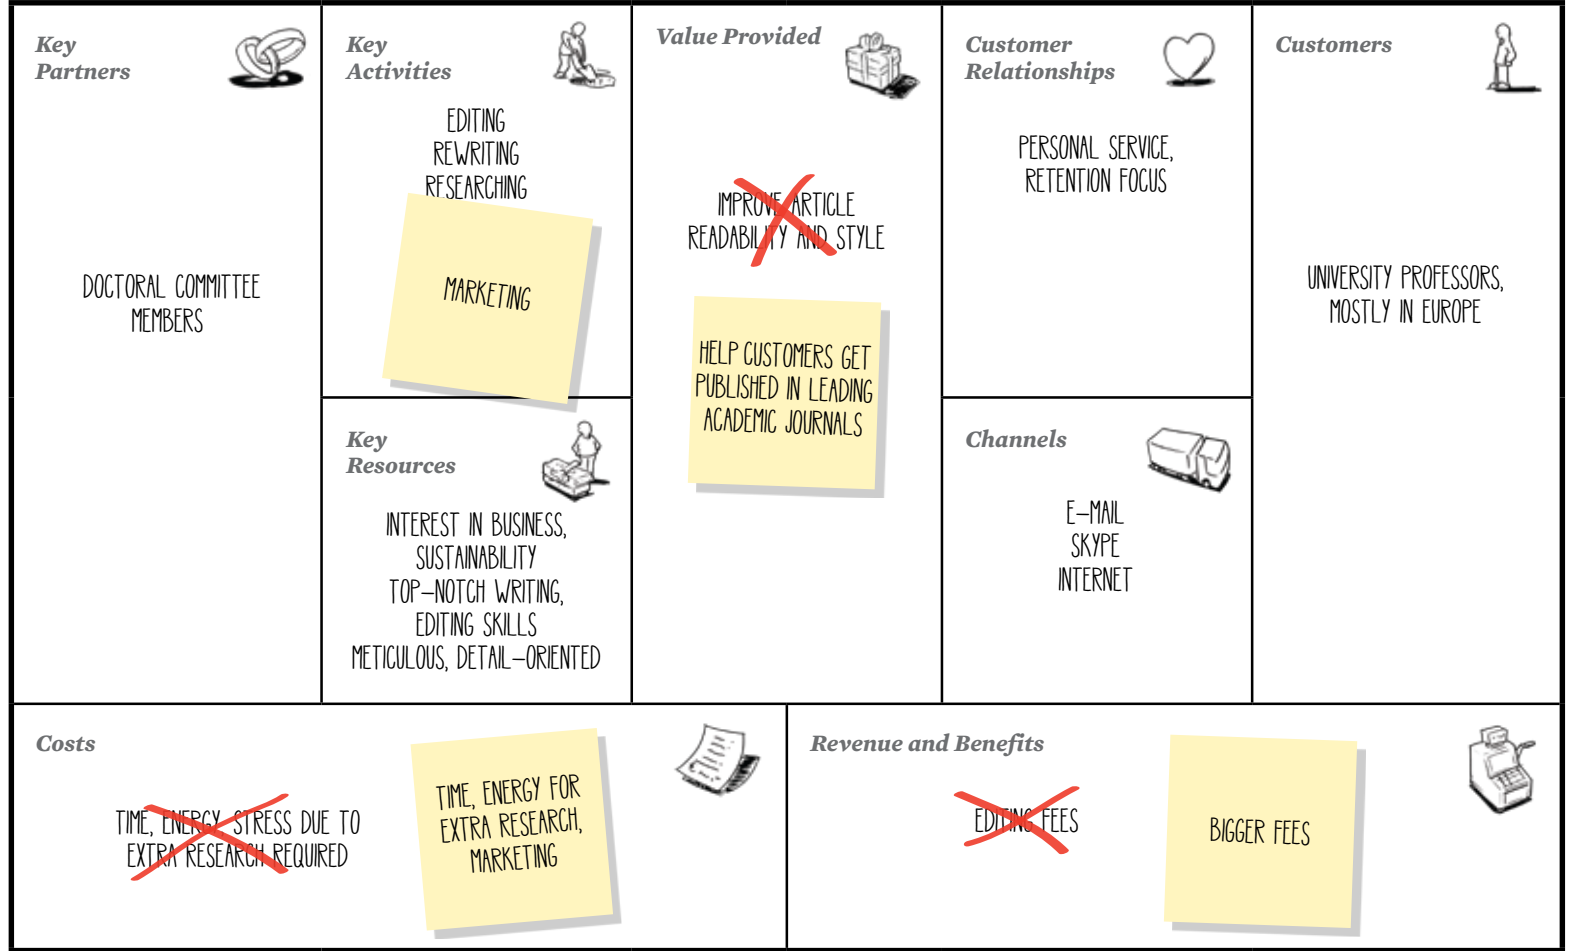 Key
Partners
DOCTORAL COMMITTEE
MEMBERS
Key
Activities
EDITING
REWRITING
RESEARCHING
MARKETING
Key
Resources
INTEREST IN BUSINESS,
SUSTAINABILITY
TOP-NOTCH WRITING,
EDITING SKILLS
METICULOUS, DETAIL-ORIENTED
Value Provided
IMPROVE ARTICLE
READABILITY AND STYLE
HELP CUSTOMERS GET
PUBLISHED IN LEADING
ACADEMIC JOURNALS
Customer
Relationships
PERSONAL SERVICE,
RETENTION FOCUS
Channels
E-MAIL
SKYPE
INTERNET
Customers
UNIVERSITY PROFESSORS,
MOSTLY IN EUROPE
Costs
TIME, ENERGY, STRESS DUE TO
EXTRA RESEARCH REQUIRED
TIME, ENERGY FOR
EXTRA RESEARCH,
MARKETING
Revenue and Benefits
EDITING FEES
BIGGER FEES